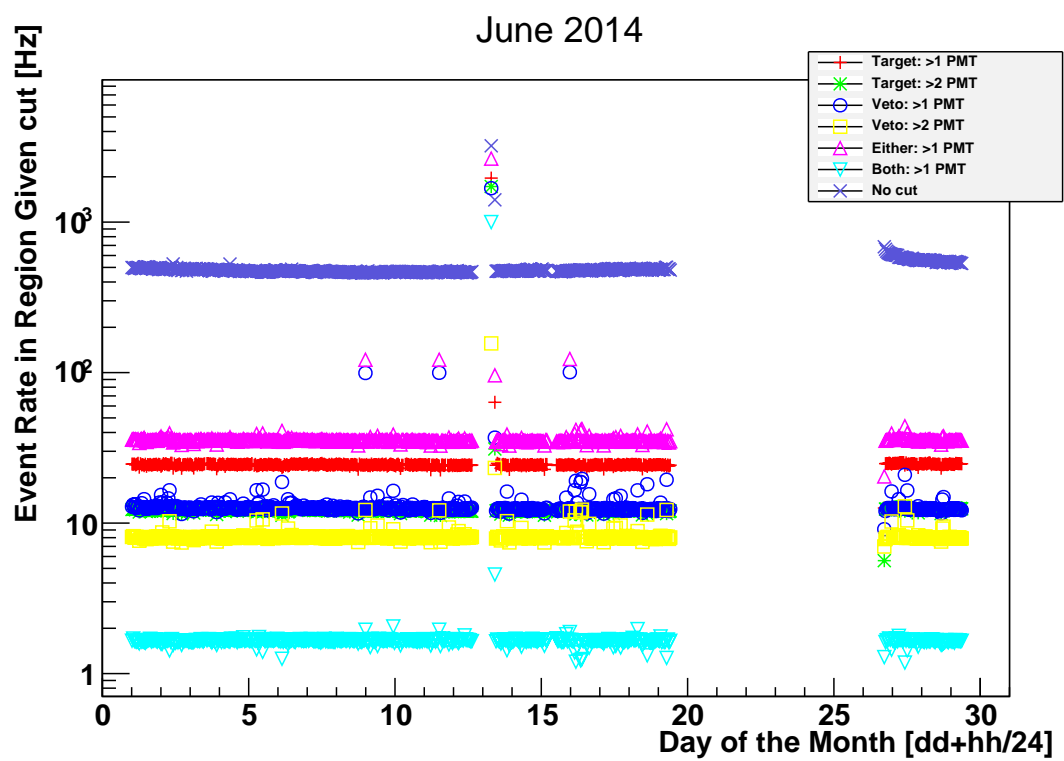 June 2014
Event Rate in Region Given cut [Hz]
Target: >1 PMT
Target: >2 PMT
Veto: >1 PMT
Veto: >2 PMT
Either: >1 PMT
Both: >1 PMT
No cut
10³
10²
10
1
0 5 10 15 20 25 30
Day of the Month [dd+hh/24]